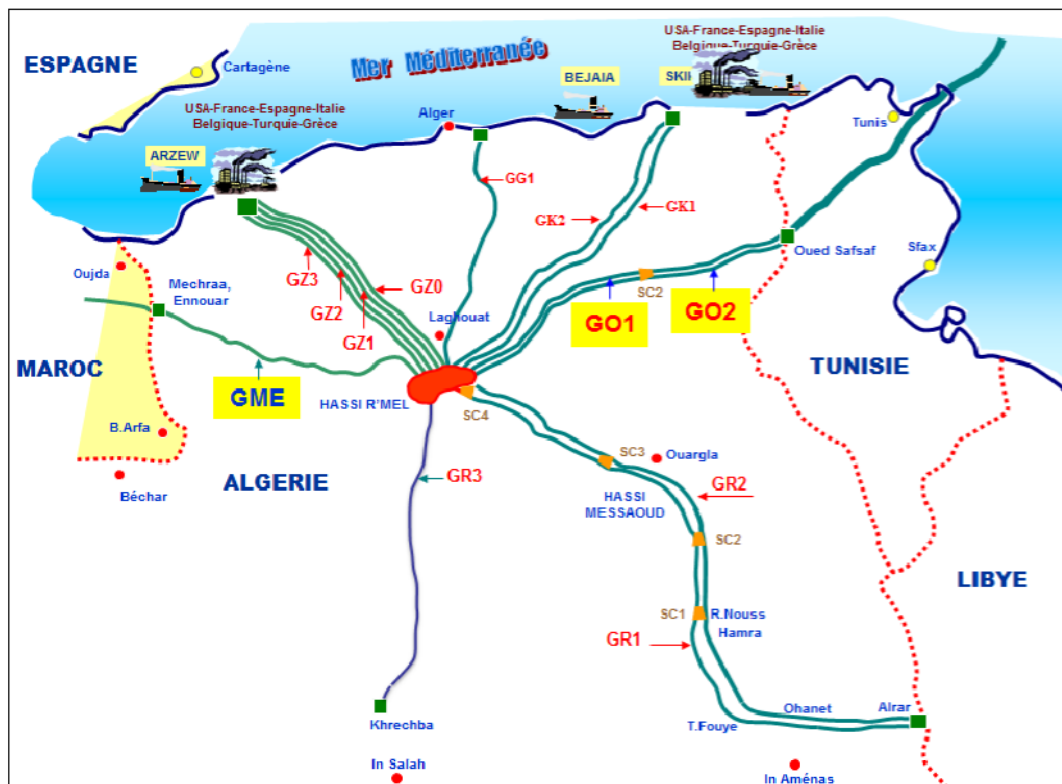 USA-France-Espagne-Italie
Belgique-Turquie-Grèce
Mer Méditerranée
ESPAGNE
Cartagène
BEJAIA
SKI
USA-France-Espagne-Italie
Belgique-Turquie-Grèce
Alger
Tunis
ARZEW
GG1
GK2
GK1
Oujda
Mechraa,
Ennouar
GZ3
GZ2
GZ1
GZ0
Oued Safsaf
Sfax
SC2
GO1
GO2
Laghouat
MAROC
GME
HASSI R'MEL
TUNISIE
SC4
B.Arfa
Béchar
ALGERIE
GR3
SC3
Ouargla
HASSI
MESSAOUD
GR2
SC2
LIBYE
SC1
R.Nouss
Hamra
GR1
Khrechba
T.Fouye
Ohanet
Alrar
In Salah
In Aménas